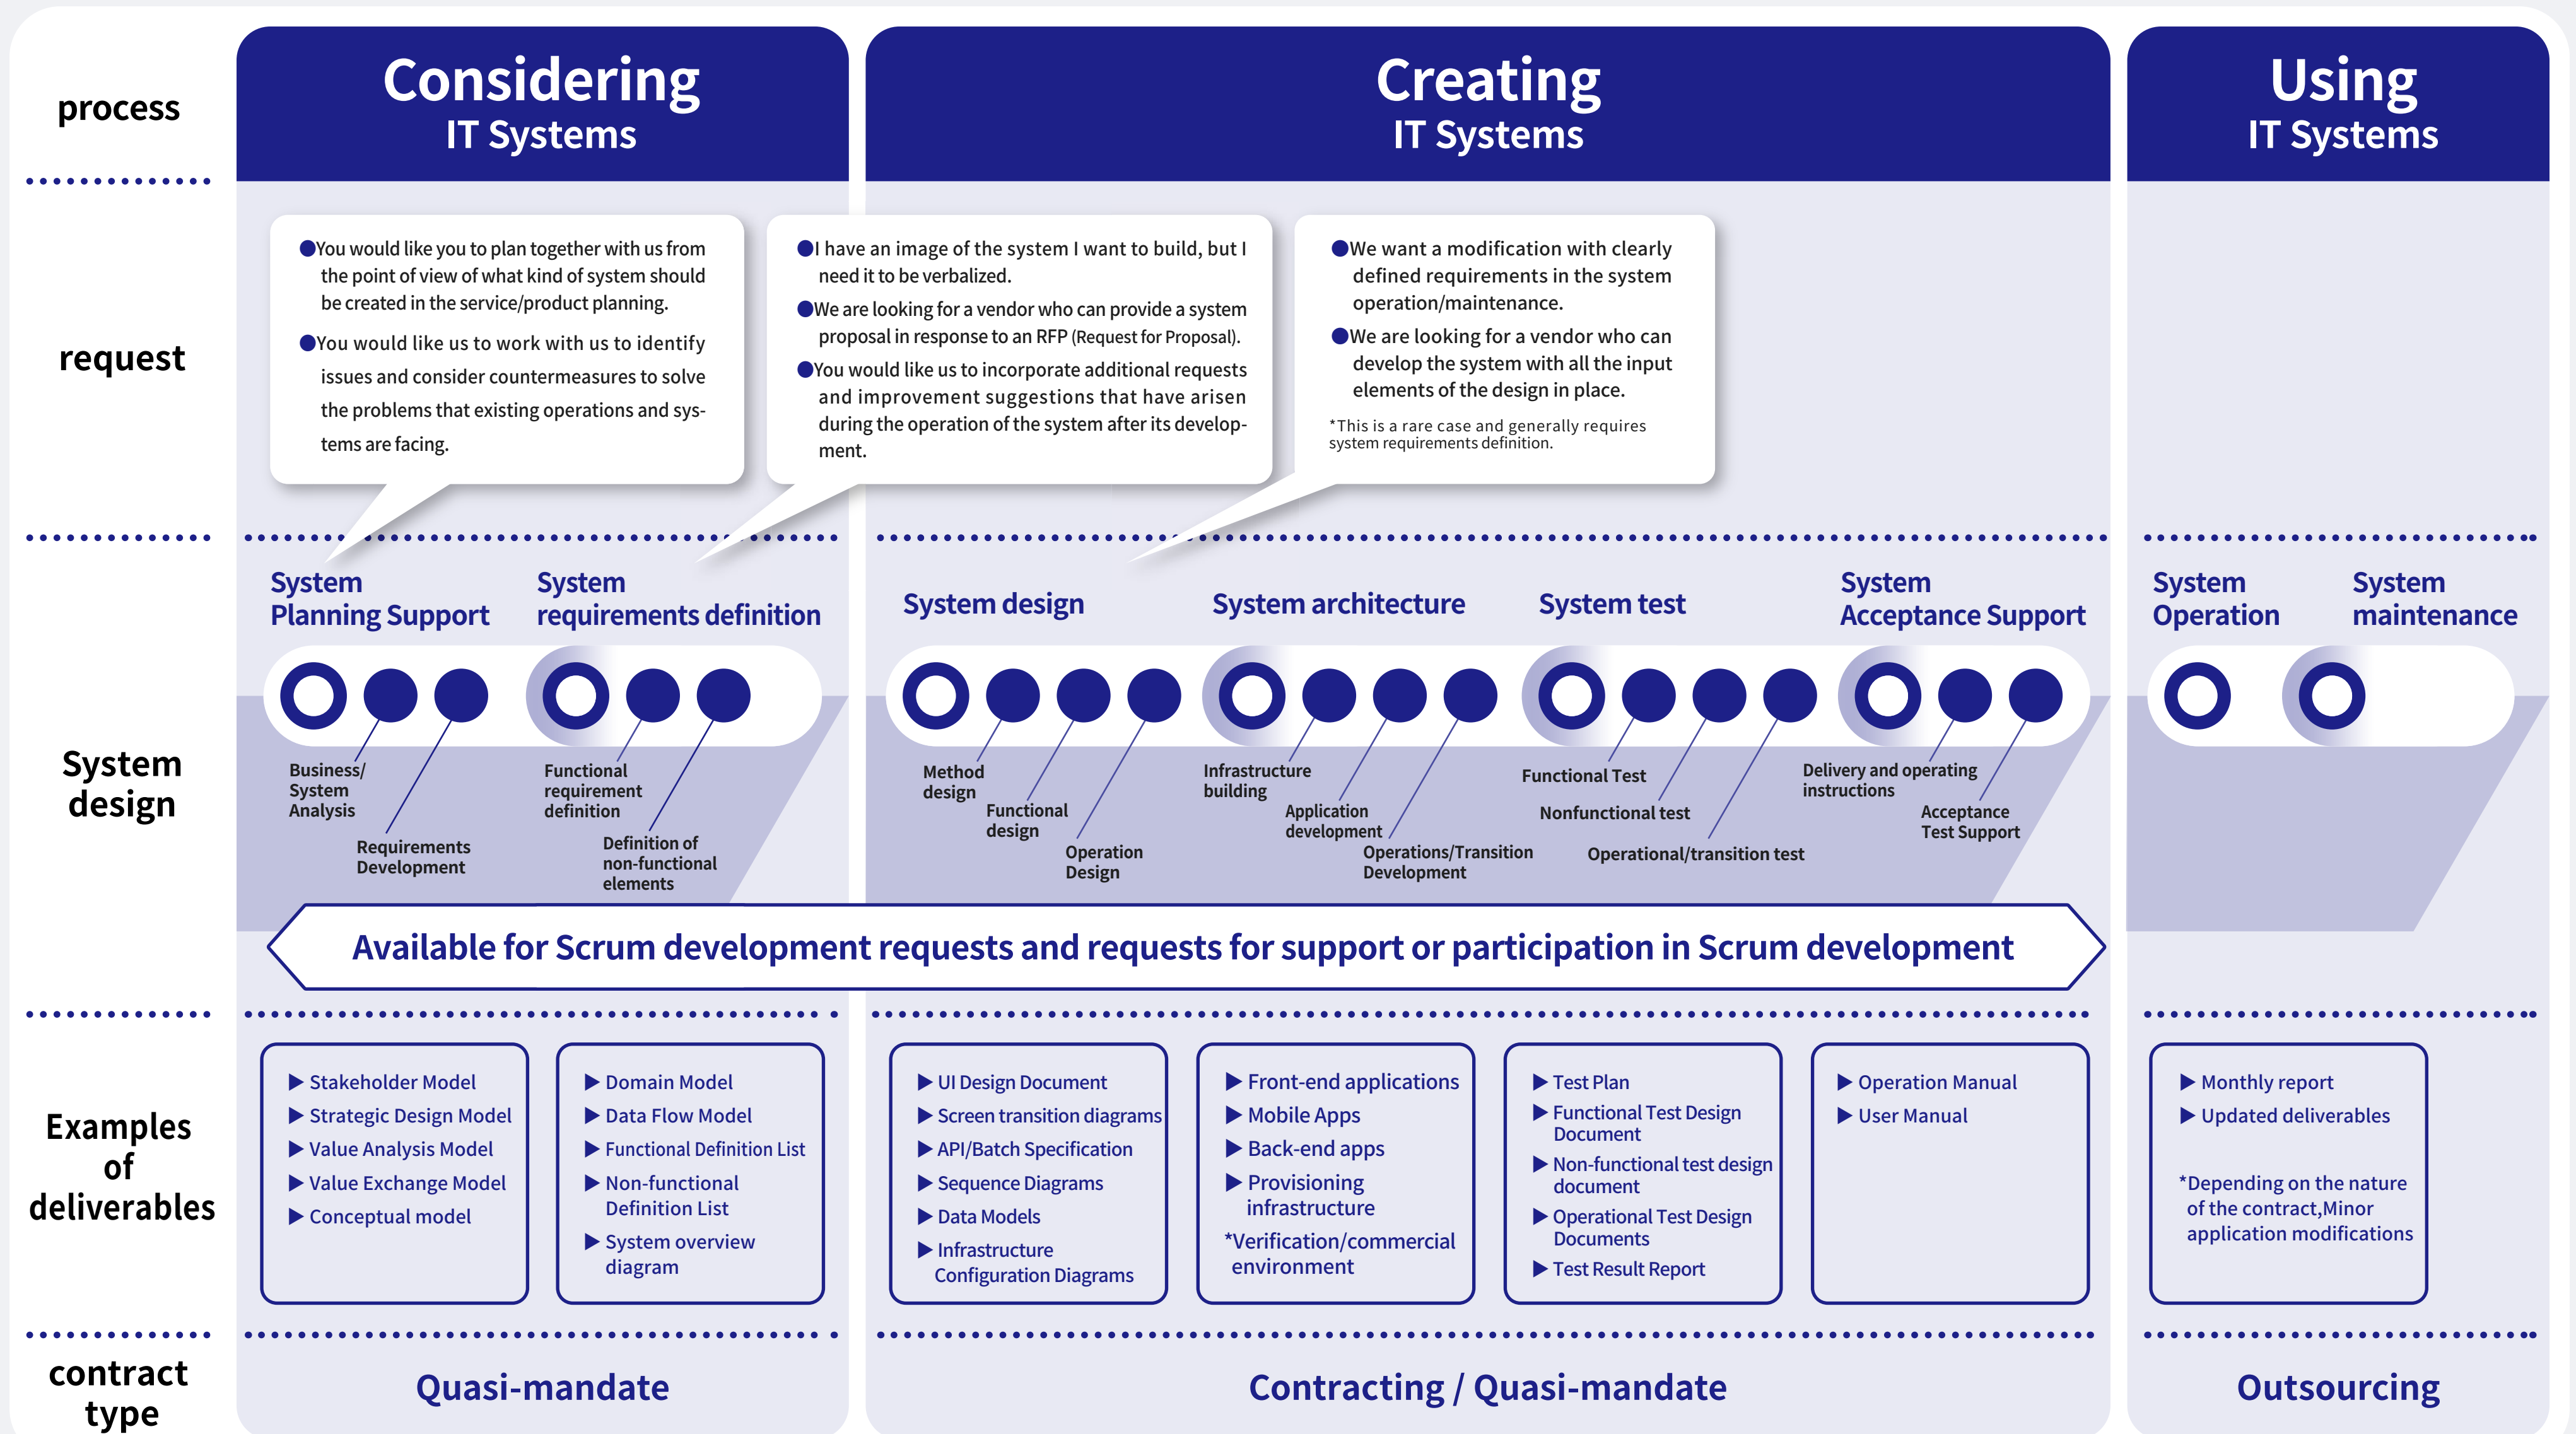 process
Considering
IT Systems
Creating
IT Systems
Using
IT Systems
request
●You would like you to plan together with us from
the point of view of what kind of system should
be created in the service/product planning.
●You would like us to work with us to identify
issues and consider countermeasures to solve
the problems that existing operations and sys-
tems are facing.
●I have an image of the system I want to build, but I
need it to be verbalized.
●We are looking for a vendor who can provide a system
proposal in response to an RFP (Request for Proposal).
●You would like us to incorporate additional requests
and improvement suggestions that have arisen
during the operation of the system after its develop-
ment.
●We want a modification with clearly
defined requirements in the system
operation/maintenance.
●We are looking for a vendor who can
develop the system with all the input
elements of the design in place.
*This is a rare case and generally requires
system requirements definition.
System
design
System
Planning Support
Business/
System
Analysis
Requirements
Development
System
requirements definition
Functional
requirement
definition
Definition of
non-functional
elements
System design
Method
design
Functional
design
Operation
Design
System architecture
Infrastructure
building
Application
development
Operations/Transition
Development
System test
Functional Test
Nonfunctional test
Operational/transition test
System
Acceptance Support
Delivery and operating
instructions
Acceptance
Test Support
System
Operation
System
maintenance
Available for Scrum development requests and requests for support or participation in Scrum development
Examples
of
deliverables
▶ Stakeholder Model
▶ Strategic Design Model
▶ Value Analysis Model
▶ Value Exchange Model
▶ Conceptual model
▶ Domain Model
▶ Data Flow Model
▶ Functional Definition List
▶ Non-functional
Definition List
▶ System overview
diagram
▶ UI Design Document
▶ Screen transition diagrams
▶ API/Batch Specification
▶ Sequence Diagrams
▶ Data Models
▶ Infrastructure
Configuration Diagrams
▶ Front-end applications
▶ Mobile Apps
▶ Back-end apps
▶ Provisioning
infrastructure
*Verification/commercial
environment
▶ Test Plan
▶ Functional Test Design
Document
▶ Non-functional test design
document
▶ Operational Test Design
Documents
▶ Test Result Report
▶ Operation Manual
▶ User Manual
▶ Monthly report
▶ Updated deliverables
*Depending on the nature
of the contract,Minor
application modifications
contract
type
Quasi-mandate
Contracting / Quasi-mandate
Outsourcing